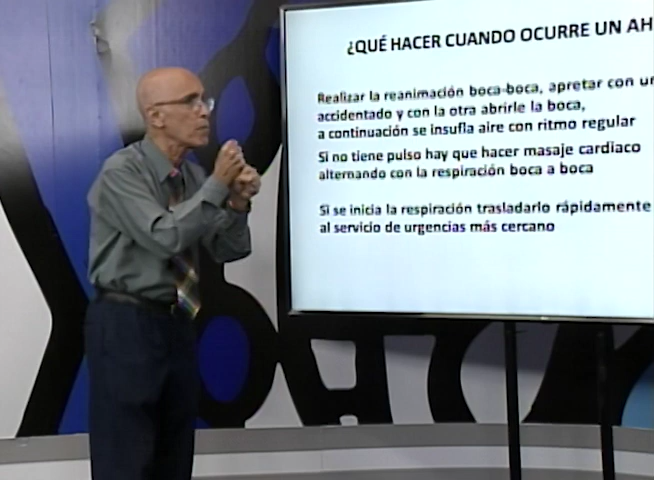 ¿QUÉ HACER CUANDO OCURRE UN AH
Realizar la reanimación boca-boca, apretar con un
accidentado y con la otra abrirle la boca,
a continuación se insufla aire con ritmo regular
Si no tiene pulso hay que hacer masaje cardiaco
alternando con la respiración boca a boca
Si se inicia la respiración trasladarlo rápidamente
al servicio de urgencias más cercano